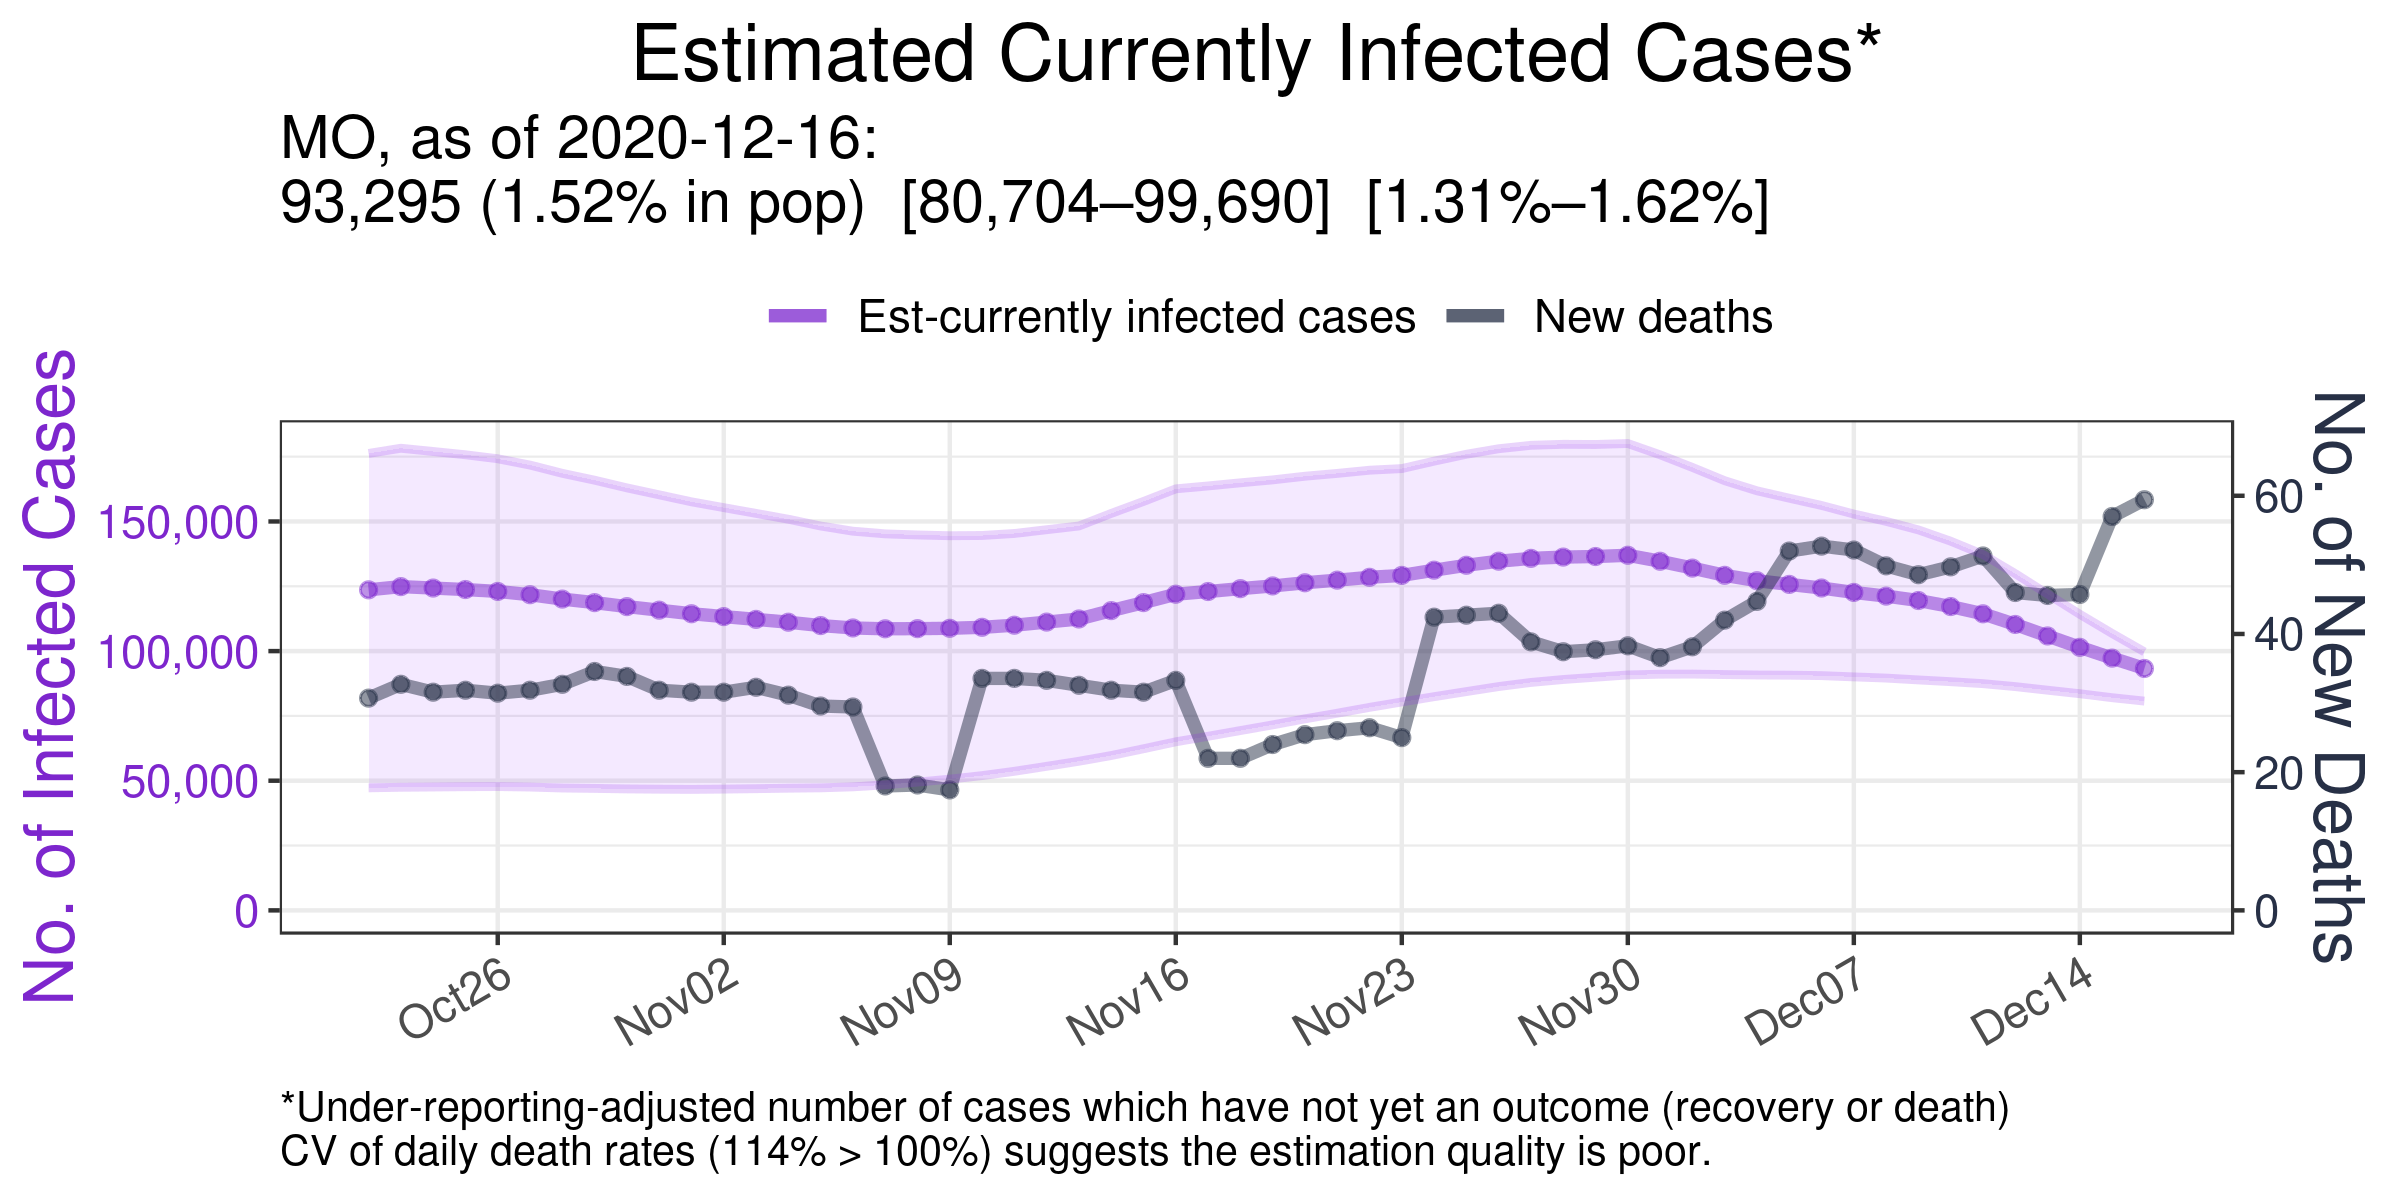 Estimated Currently Infected Cases*
MO, as of 2020-12-16:
93,295 (1.52% in pop)  [80,704–99,690]  [1.31%–1.62%]
Est-currently infected cases
New deaths
No. of Infected Cases
150,000
100,000
50,000
0
60
40
20
0
No. of New Deaths
Oct26
Nov02
Nov09
Nov16
Nov23
Nov30
Dec07
Dec14
*Under-reporting-adjusted number of cases which have not yet an outcome (recovery or death)
CV of daily death rates (114% > 100%) suggests the estimation quality is poor.